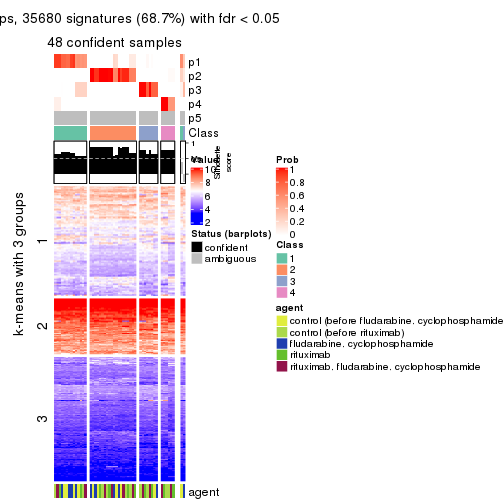 ps, 35680 signatures (68.7%) with fdr < 0.05
48 confident samples
p1
p2
p3
p4
p5
Class
1
Silhouette
score
Value
10
8
6
4
2
Prob
1
0.8
0.6
0.4
0.2
0
Status (barplots)
confident
ambiguous
Class
1
2
3
4
agent
control (before fludarabine. cyclophosphamide
control (before rituximab)
fludarabine. cyclophosphamide
rituximab
rituximab. fludarabine. cyclophosphamide
k-means with 3 groups
1
2
3
agent